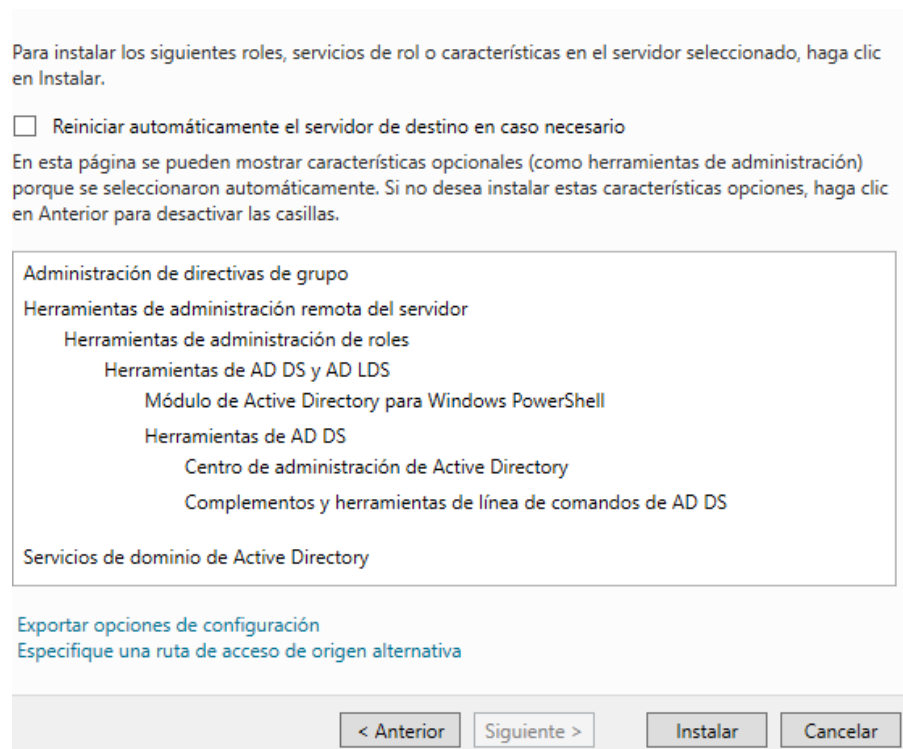 Para instalar los siguientes roles, servicios de rol o características en el servidor seleccionado, haga clic
en Instalar.
Reiniciar automáticamente el servidor de destino en caso necesario
En esta página se pueden mostrar características opcionales (como herramientas de administración)
porque se seleccionaron automáticamente. Si no desea instalar estas características opciones, haga clic
en Anterior para desactivar las casillas.
Administración de directivas de grupo
Herramientas de administración remota del servidor
Herramientas de administración de roles
Herramientas de AD DS y AD LDS
Módulo de Active Directory para Windows PowerShell
Herramientas de AD DS
Centro de administración de Active Directory
Complementos y herramientas de línea de comandos de AD DS
Servicios de dominio de Active Directory
Exportar opciones de configuración
Especifique una ruta de acceso de origen alternativa
< Anterior Siguiente > Instalar Cancelar